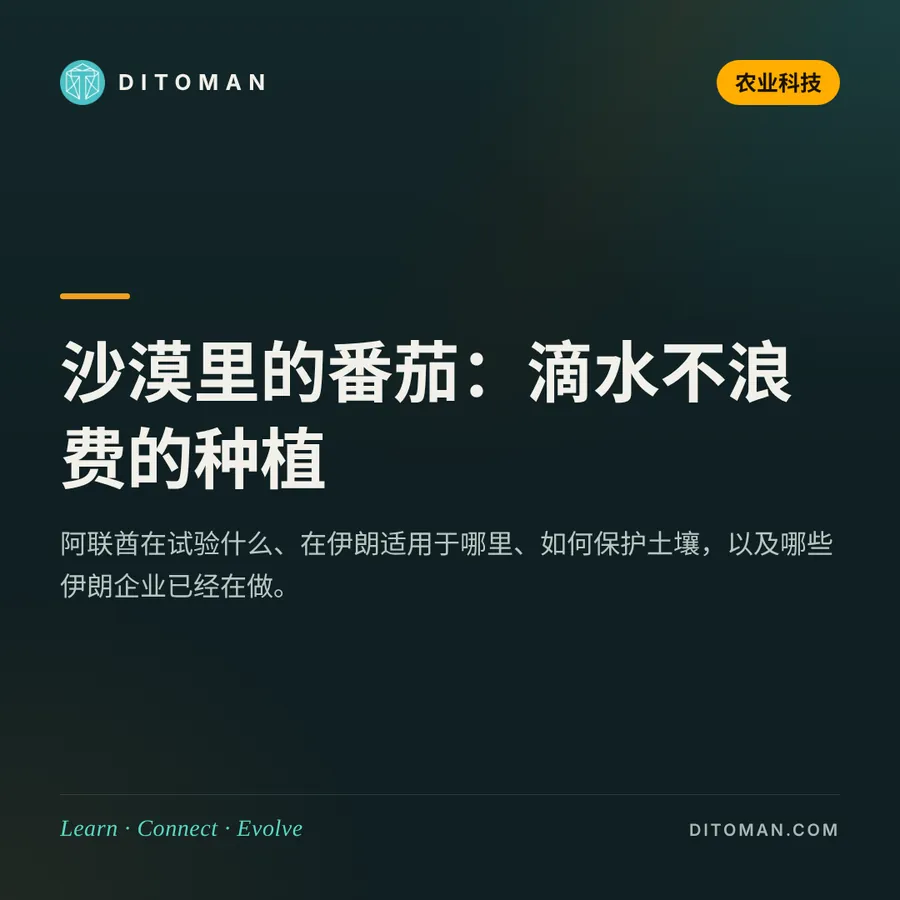 DITOMAN
农业科技
沙漠里的番茄：滴水不浪
费的种植
阿联酋在试验什么、在伊朗适用于哪里、如何保护土壤，以及哪些
伊朗企业已经在做。
Learn · Connect · Evolve
DITOMAN.COM